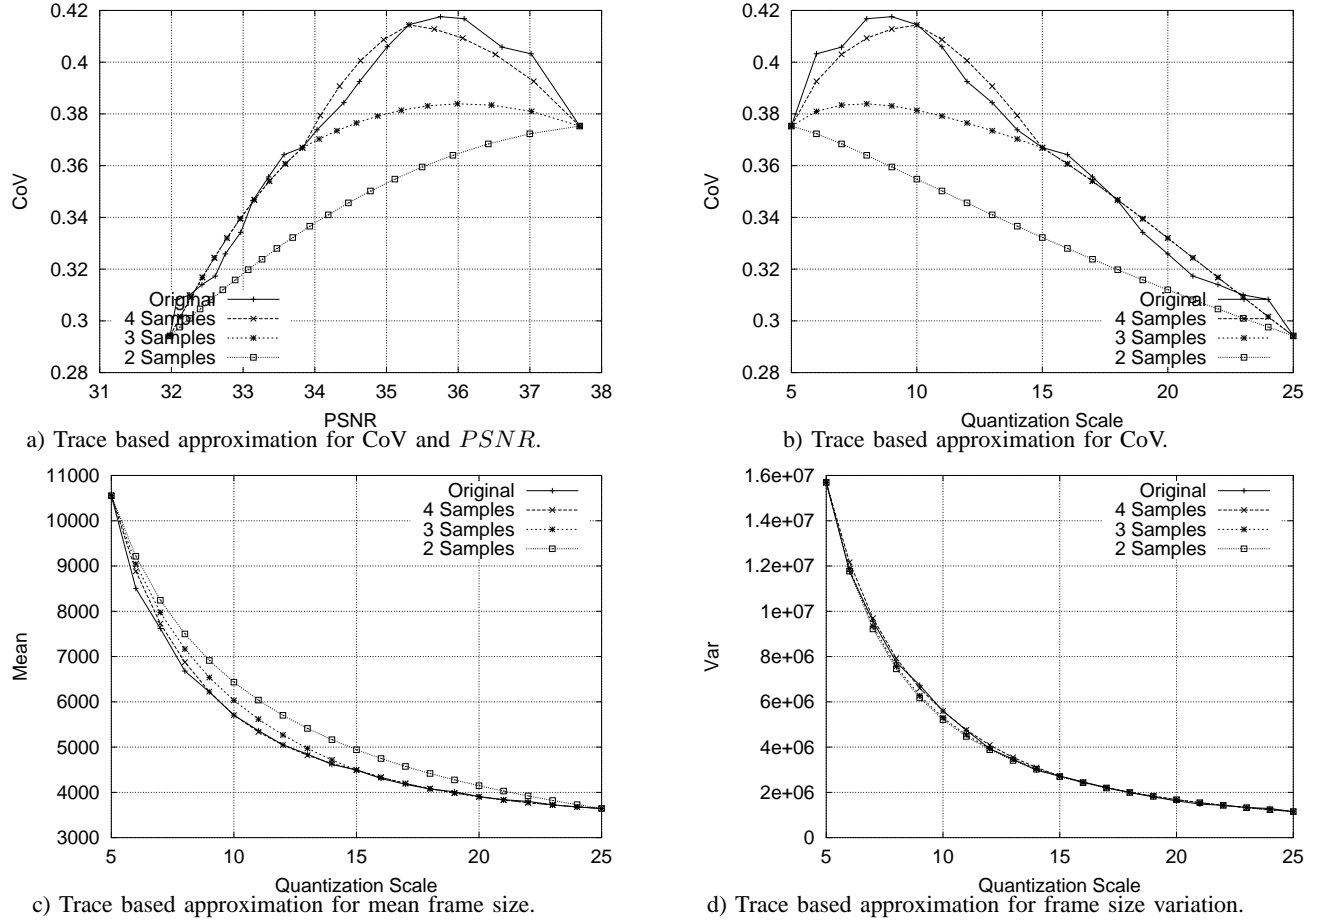 0.42
0.4
0.38
0.36
0.34
0.32
0.3
0.28
CoV
Original
4 Samples
3 Samples
2 Samples
31 32 33 34 35 36 37 38
PSNR
a) Trace based approximation for CoV and PSNR.
0.42
0.4
0.38
0.36
0.34
0.32
0.3
0.28
CoV
Original
4 Samples
3 Samples
2 Samples
5 10 15 20 25
Quantization Scale
b) Trace based approximation for CoV.
11000
10000
9000
8000
7000
6000
5000
4000
3000
Mean
Original
4 Samples
3 Samples
2 Samples
5 10 15 20 25
Quantization Scale
c) Trace based approximation for mean frame size.
1.6e+07
1.4e+07
1.2e+07
1e+07
8e+06
6e+06
4e+06
2e+06
0
Var
Original
4 Samples
3 Samples
2 Samples
5 10 15 20 25
Quantization Scale
d) Trace based approximation for frame size variation.